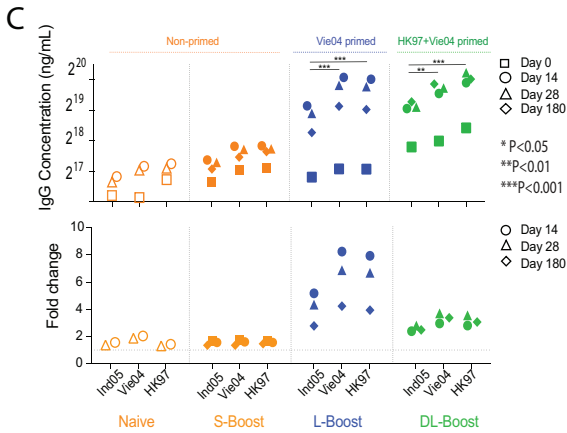 C
Non-primed
Vie04 primed
HK97+Vie04 primed
IgG Concentration (ng/mL)
2^20
2^19
2^18
2^17
***
***
***
**
Day 0
Day 14
Day 28
Day 180
* P<0.05
**P<0.01
***P<0.001
Fold change
10
8
6
4
2
0
Day 14
Day 28
Day 180
Ind05 Vie04 HK97 Ind05 Vie04 HK97 Ind05 Vie04 HK97 Ind05 Vie04 HK97
Naive S-Boost L-Boost DL-Boost